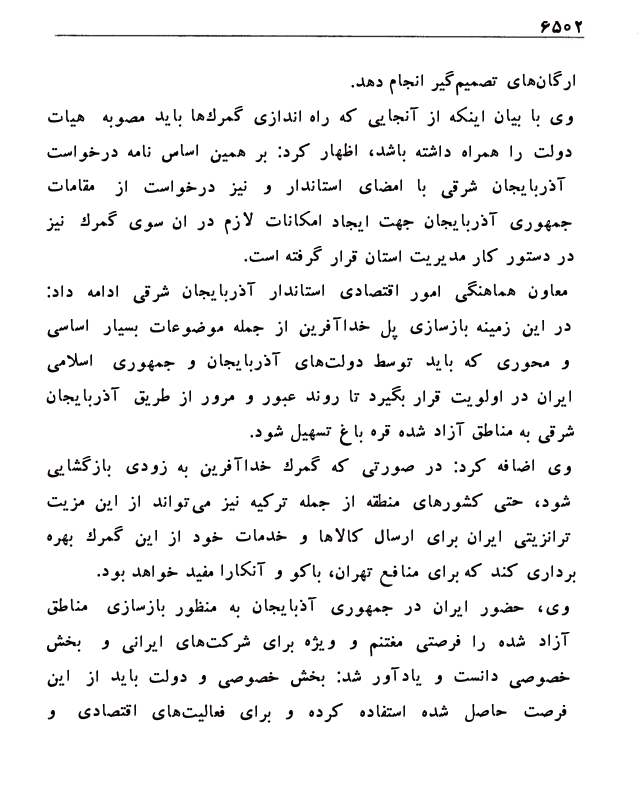 ۶۵۰۲
ارگان‌های تصمیم‌گیر انجام دهد.
وی با بیان اینکه از آنجایی که راه اندازی گمرك‌ها باید مصوبه هیات
دولت را همراه داشته باشد، اظهار کرد: بر همین اساس نامه درخواست
آذربایجان شرقی با امضای استاندار و نیز درخواست از مقامات
جمهوری آذربایجان جهت ایجاد امکانات لازم در ان سوی گمرك نیز
در دستور کار مدیریت استان قرار گرفته است.
معاون هماهنگی امور اقتصادی استاندار آذربایجان شرقی ادامه داد:
در این زمینه بازسازی پل خداآفرین از جمله موضوعات بسیار اساسی
و محوری که باید توسط دولت‌های آذربایجان و جمهوری اسلامی
ایران در اولویت قرار بگیرد تا روند عبور و مرور از طریق آذربایجان
شرقی به مناطق آزاد شده قره باغ تسهیل شود.
وی اضافه کرد: در صورتی که گمرك خداآفرین به زودی بازگشایی
شود، حتی کشورهای منطقه از جمله ترکیه نیز می‌تواند از این مزیت
ترانزیتی ایران برای ارسال کالاها و خدمات خود از این گمرك بهره
برداری کند که برای منافع تهران، باکو و آنکارا مفید خواهد بود.
وی، حضور ایران در جمهوری آذبایجان به منظور بازسازی مناطق
آزاد شده را فرصتی مغتنم و ویژه برای شرکت‌های ایرانی و بخش
خصوصی دانست و یادآور شد: بخش خصوصی و دولت باید از این
فرصت حاصل شده استفاده کرده و برای فعالیت‌های اقتصادی و